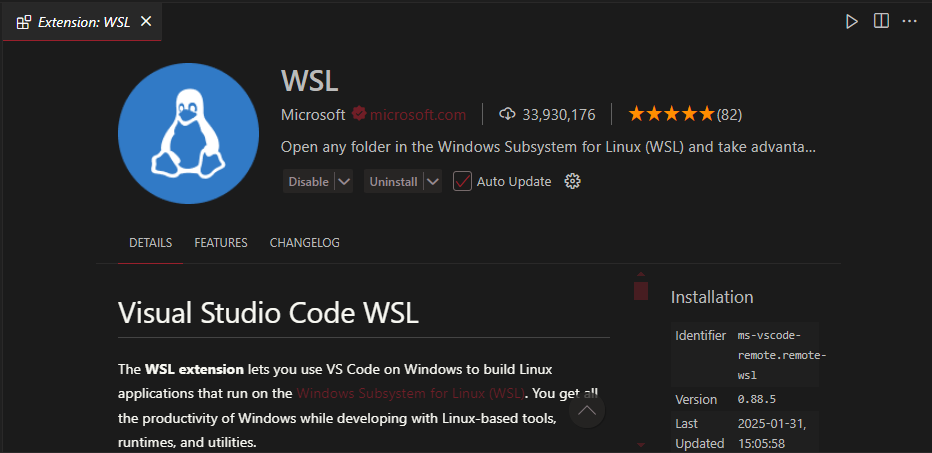 Extension: WSL
WSL
Microsoft microsoft.com 33,930,176 (82)
Open any folder in the Windows Subsystem for Linux (WSL) and take advanta...
Disable Uninstall Auto Update
DETAILS FEATURES CHANGELOG
Visual Studio Code WSL
The WSL extension lets you use VS Code on Windows to build Linux
applications that run on the Windows Subsystem for Linux (WSL). You get all
the productivity of Windows while developing with Linux-based tools,
runtimes, and utilities.
Installation
Identifier ms-vscode-
remote.remote-
wsl
Version 0.88.5
Last 2025-01-31,
Updated 15:05:58